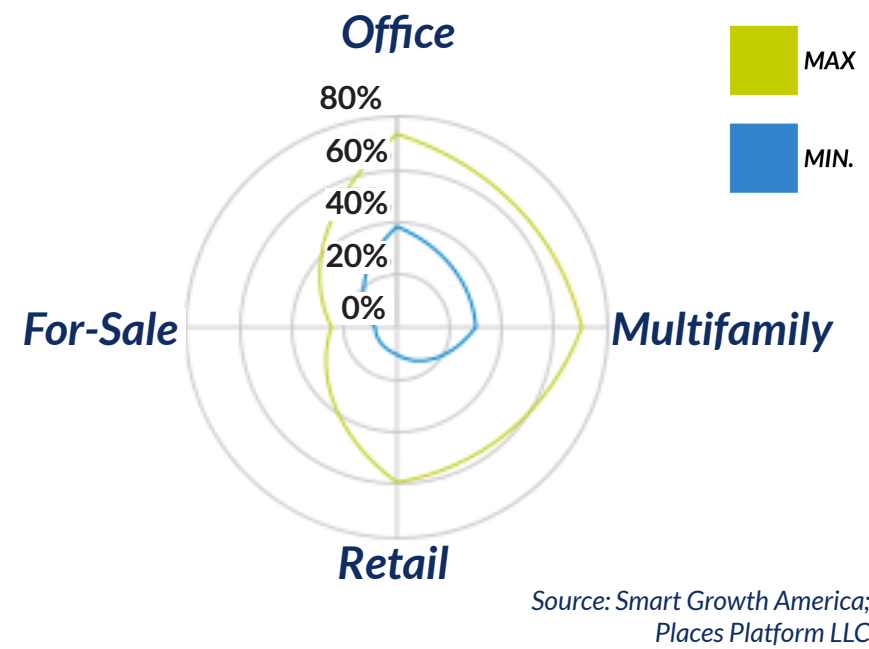 Office
MAX
80%
60%
MIN.
40%
20%
0%
For-Sale
Multifamily
Retail
Source: Smart Growth America;
Places Platform LLC